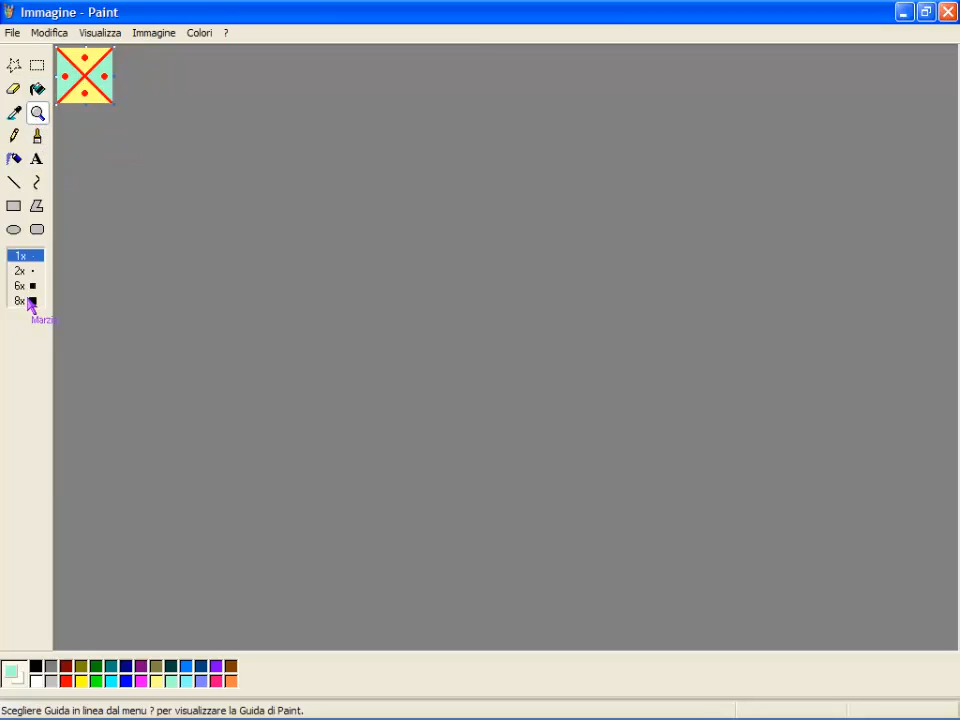 Immagine - Paint
File Modifica Visualizza Immagine Colori ?
A
1x
2x
6x
8x
Scegliere Guida in linea dal menu ? per visualizzare la Guida di Paint.